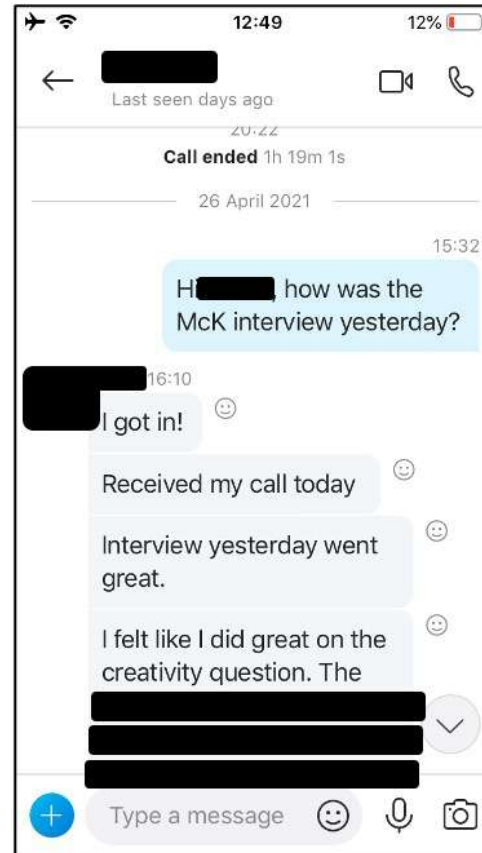 12:49
12%
Last seen days ago
20:22
Call ended 1h 19m 1s
26 April 2021
15:32
Hi , how was the
McK interview yesterday?
16:10
I got in!
Received my call today
Interview yesterday went
great.
I felt like I did great on the
creativity question. The
Type a message